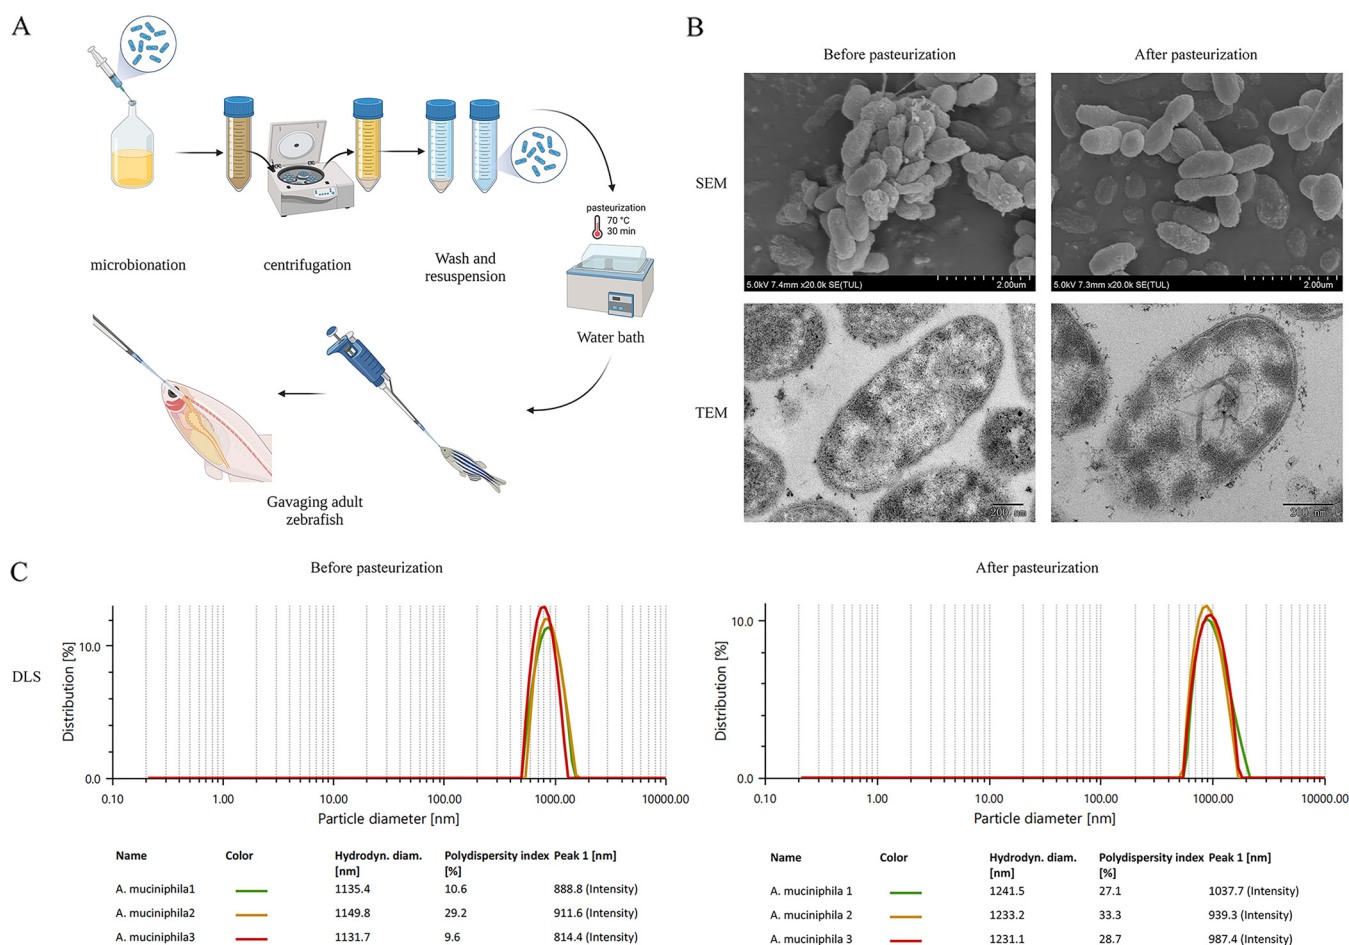 A
pasteurization
70 °C
30 min
microbionation
centrifugation
Wash and
resuspension
Water bath
Gavaging adult
zebrafish
B
Before pasteurization
After pasteurization
SEM
5.0kV 7.4mm x20.0k SE(TUL)
2.00um
5.0kV 7.3mm x20.0k SE(TUL)
2.00um
TEM
200 nm
200 nm
C
Before pasteurization
DLS
Distribution [%]
10.0
0.0
0.10
1.00
10.00
100.00
1000.00
10000.00
Particle diameter [nm]
Name Color Hydrodyn. diam. Polydispersity index Peak 1 [nm]
[nm] [%]
A. muciniphila1 1135.4 10.6 888.8 (Intensity)
A. muciniphila2 1149.8 29.2 911.6 (Intensity)
A. muciniphila3 1131.7 9.6 814.4 (Intensity)
After pasteurization
Distribution [%]
10.0
0.0
0.10
1.00
10.00
100.00
1000.00
10000.00
Particle diameter [nm]
Name Color Hydrodyn. diam. Polydispersity index Peak 1 [nm]
[nm] [%]
A. muciniphila 1 1241.5 27.1 1037.7 (Intensity)
A. muciniphila 2 1233.2 33.3 939.3 (Intensity)
A. muciniphila 3 1231.1 28.7 987.4 (Intensity)